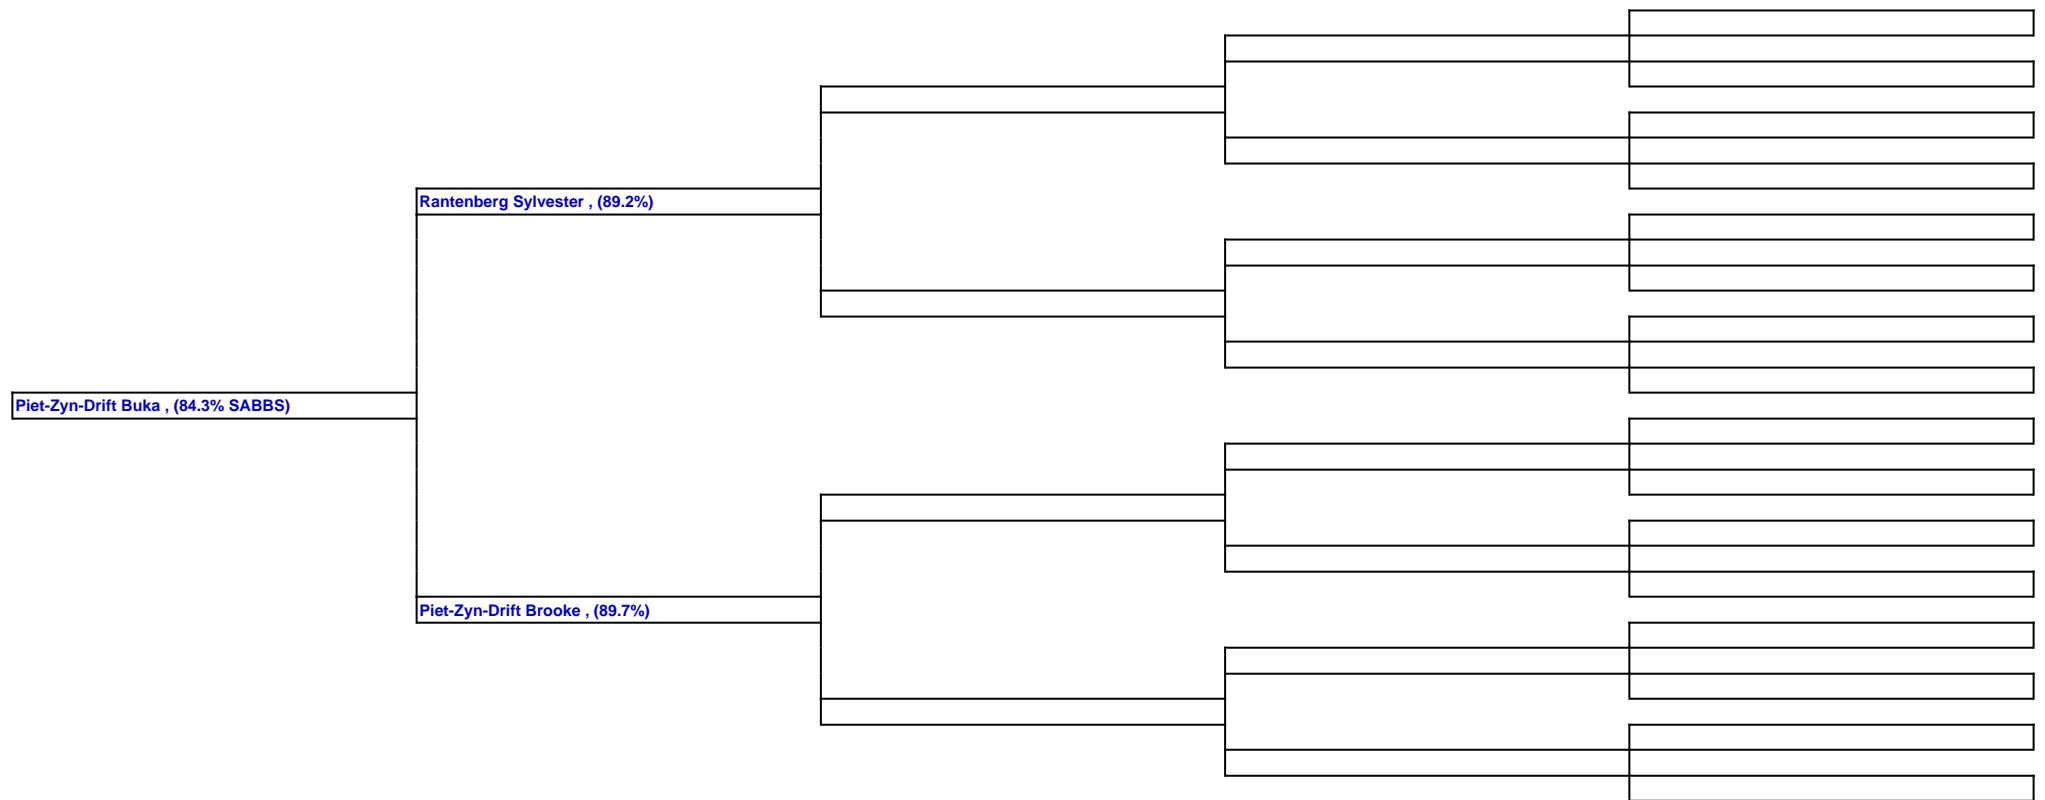 Rantenberg Sylvester , (89.2%)
Piet-Zyn-Drift Buka , (84.3% SABBS)
Piet-Zyn-Drift Brooke , (89.7%)